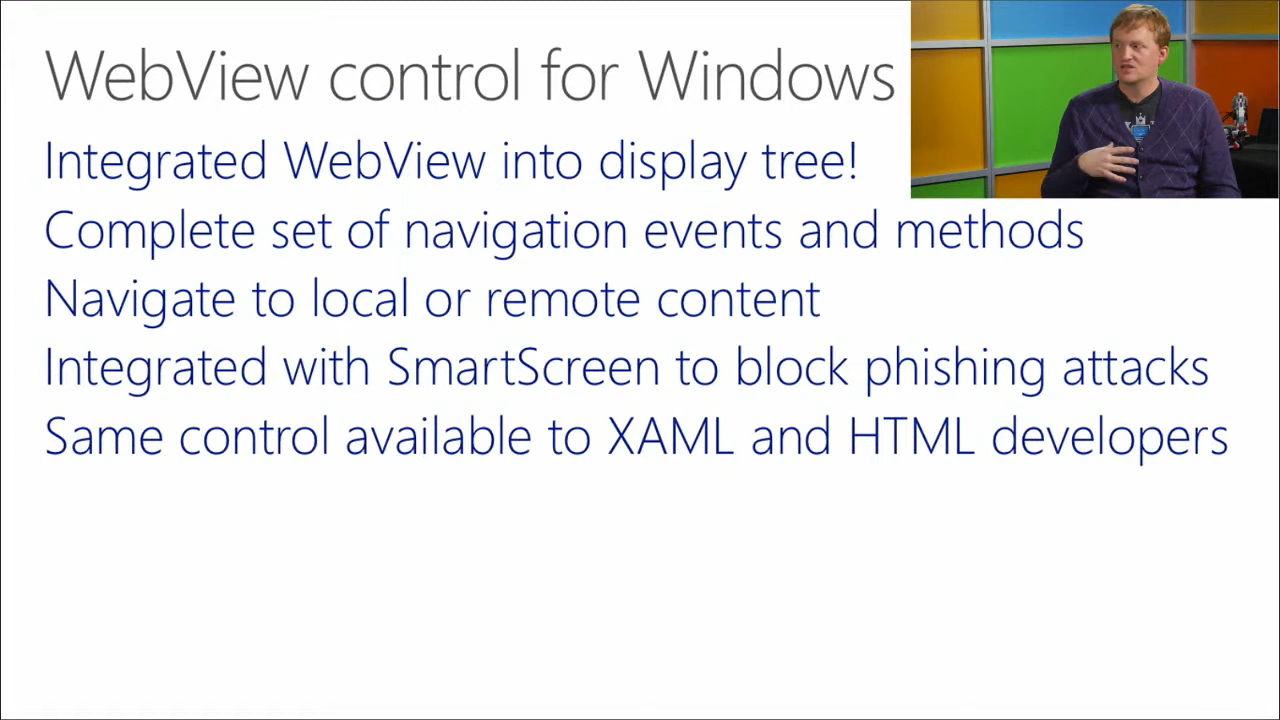 WebView control for Windows
Integrated WebView into display tree!
Complete set of navigation events and methods
Navigate to local or remote content
Integrated with SmartScreen to block phishing attacks
Same control available to XAML and HTML developers